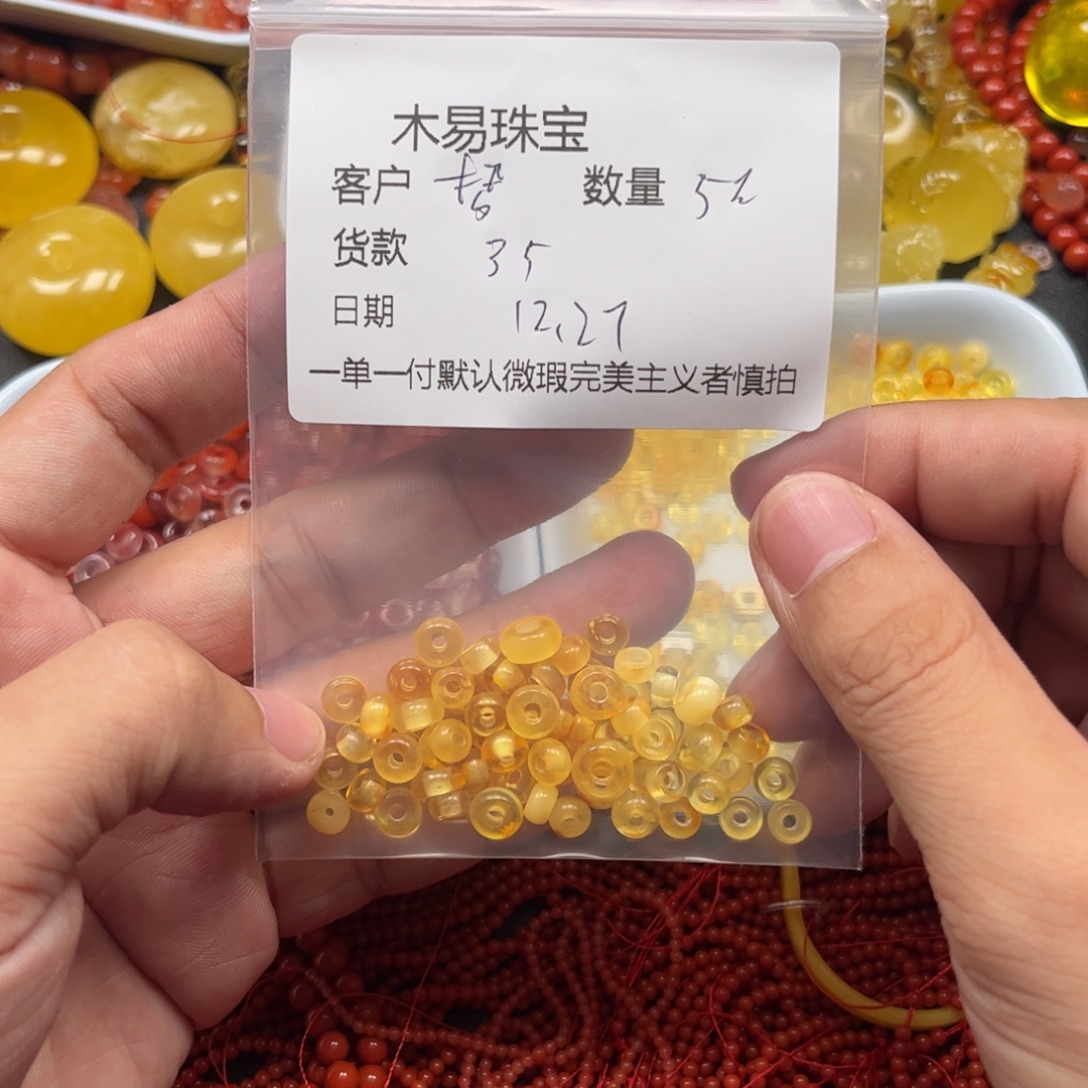 木易珠宝
客户 数量 5
货款 35
日期 12.27
一单一付默认微瑕完美主义者慎拍